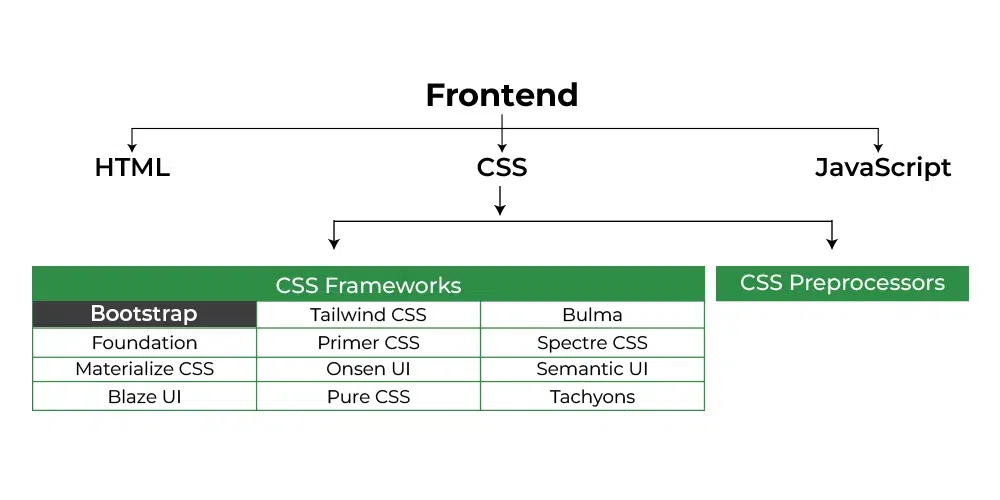 Frontend
HTML CSS JavaScript
CSS Frameworks CSS Preprocessors
Bootstrap Tailwind CSS Bulma
Foundation Primer CSS Spectre CSS
Materialize CSS Onsen UI Semantic UI
Blaze UI Pure CSS Tachyons